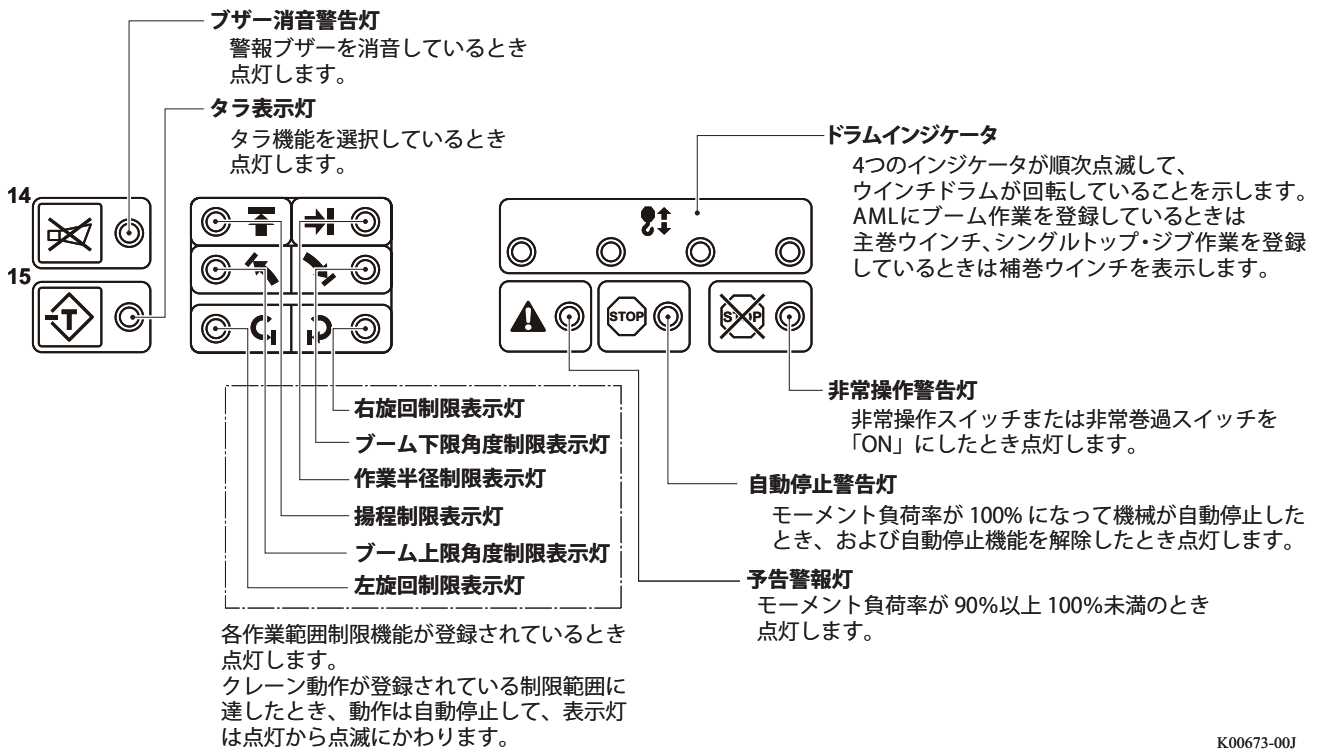 ブザー消音警告灯
警報ブザーを消音しているとき
点灯します。
タラ表示灯
タラ機能を選択しているとき
点灯します。
14
15
T
ドラムインジケータ
4つのインジケータが順次点滅して、
ウインチドラムが回転していることを示します。
AMLにブーム作業を登録しているときは
主巻ウインチ、シングルトップ・ジブ作業を登録
しているときは補巻ウインチを表示します。
STOP
STOP
右旋回制限表示灯
ブーム下限角度制限表示灯
作業半径制限表示灯
揚程制限表示灯
ブーム上限角度制限表示灯
左旋回制限表示灯
各作業範囲制限機能が登録されているとき
点灯します。
クレーン動作が登録されている制限範囲に
達したとき、動作は自動停止して、表示灯
は点灯から点滅にかわります。
非常操作警告灯
非常操作スイッチまたは非常巻過スイッチを
「ON」にしたとき点灯します。
自動停止警告灯
モーメント負荷率が 100% になって機械が自動停止した
とき、および自動停止機能を解除したとき点灯します。
予告警報灯
モーメント負荷率が 90%以上 100%未満のとき
点灯します。
K00673-00J